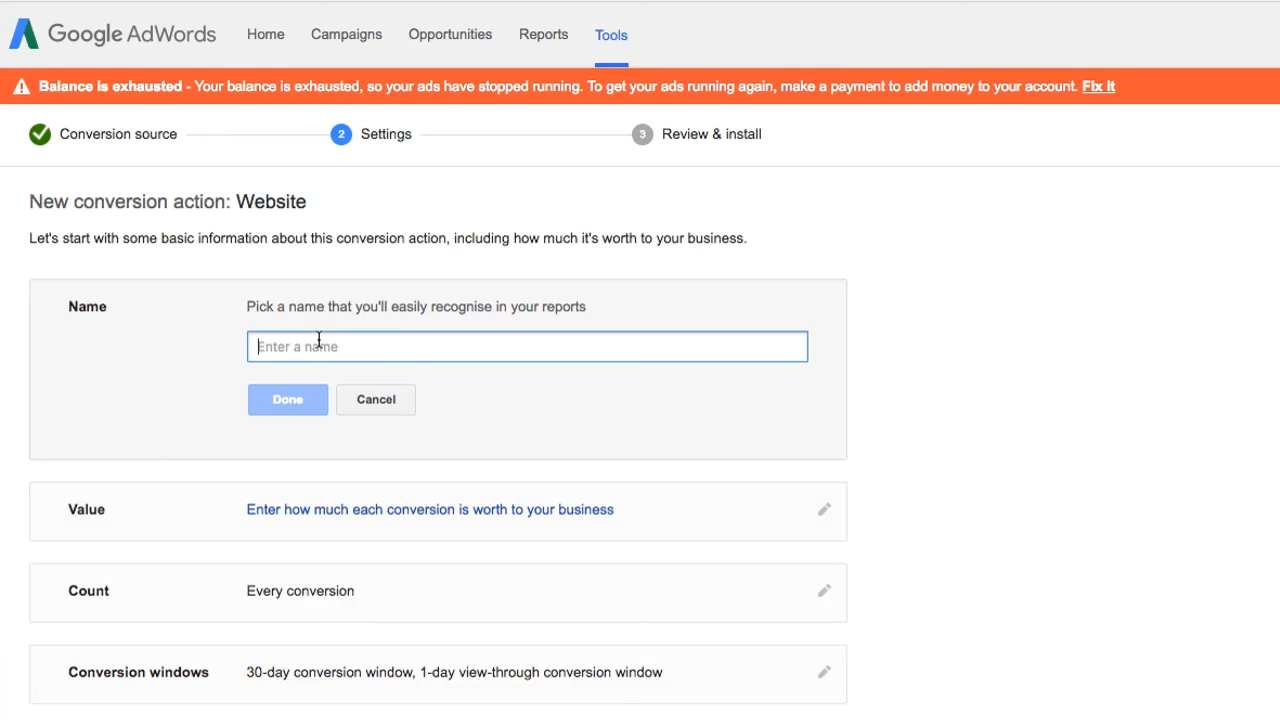 Google AdWords Home Campaigns Opportunities Reports Tools
Balance is exhausted - Your balance is exhausted, so your ads have stopped running. To get your ads running again, make a payment to add money to your account. Fix it
Conversion source 2 Settings 3 Review & install
New conversion action: Website
Let's start with some basic information about this conversion action, including how much it's worth to your business.
Name Pick a name that you'll easily recognise in your reports
Enter a name
Done Cancel
Value Enter how much each conversion is worth to your business
Count Every conversion
Conversion windows 30-day conversion window, 1-day view-through conversion window